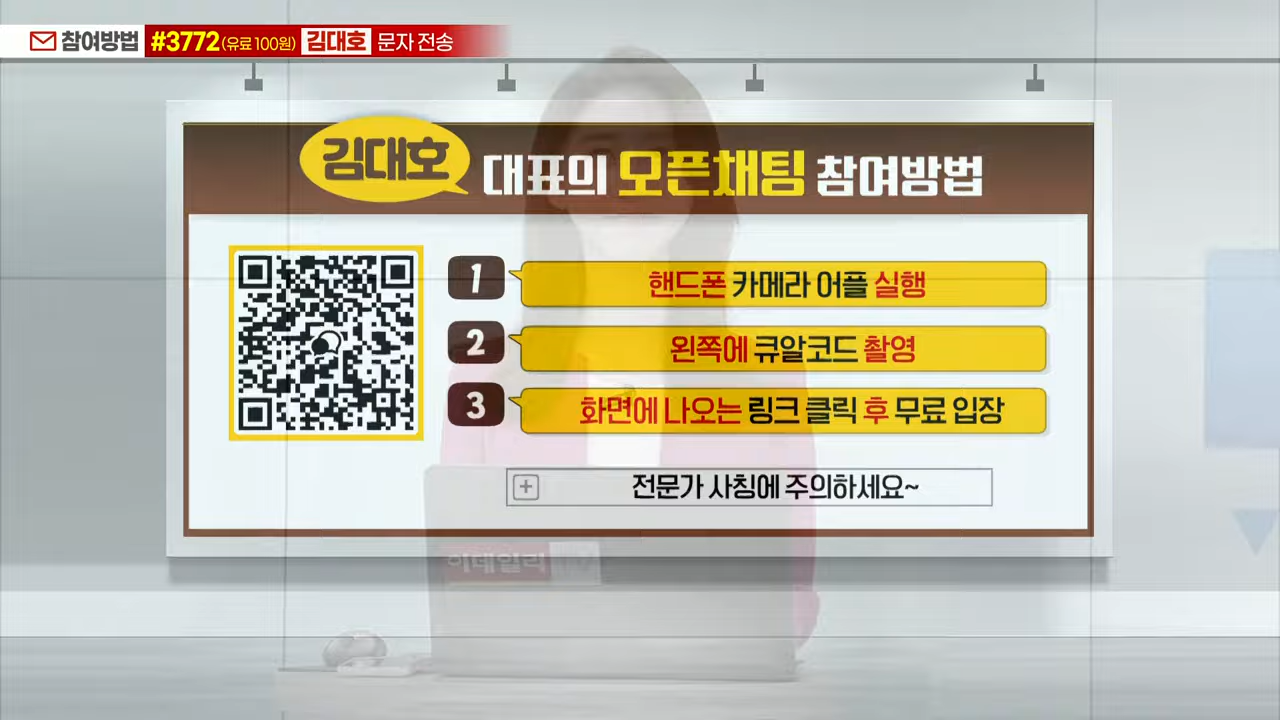 참여방법 #3772 (유료 100원) 김대호 문자 전송
김대호 대표의 오픈채팅 참여방법
1 핸드폰 카메라 어플 실행
2 왼쪽에 큐알코드 촬영
3 화면에 나오는 링크 클릭 후 무료 입장
전문가 사칭에 주의하세요~
이데일리 TV